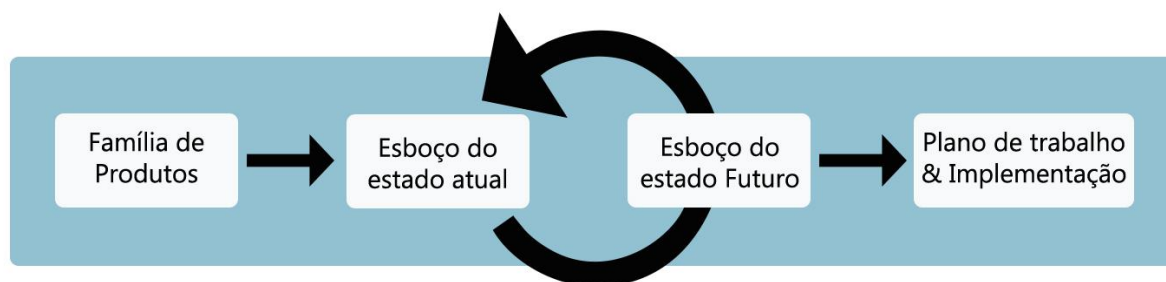 Família de
Produtos
Esboço do
estado atual
Esboço do
estado Futuro
Plano de trabalho
& Implementação